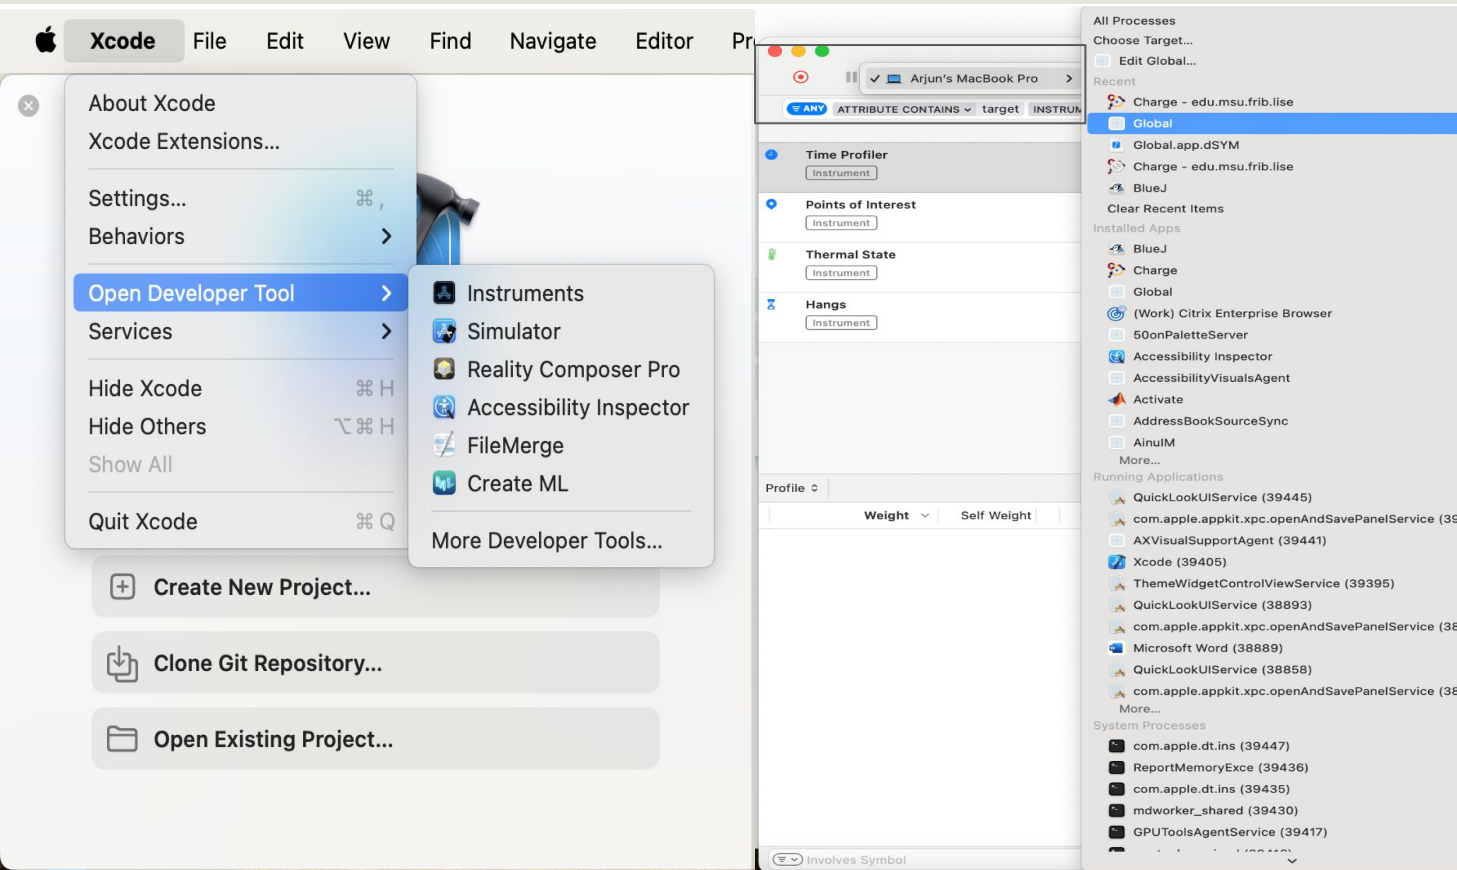 Xcode File Edit View Find Navigate Editor
About Xcode
Xcode Extensions...
Settings... ⌘ ,
Behaviors
Open Developer Tool
Services
Hide Xcode ⌘ H
Hide Others ⌥ ⌘ H
Show All
Quit Xcode ⌘ Q
Instruments
Simulator
Reality Composer Pro
Accessibility Inspector
FileMerge
Create ML
More Developer Tools...
Create New Project...
Clone Git Repository...
Open Existing Project...
Arjun's MacBook Pro
ANY ATTRIBUTE CONTAINS target INSTRUM
Time Profiler
Instrument
Points of Interest
Instrument
Thermal State
Instrument
Hangs
Instrument
Profile
Weight Self Weight
Involves Symbol
All Processes
Choose Target...
Edit Global...
Recent
Charge - edu.msu.frib.lise
Global
Global.app.dSYM
Charge - edu.msu.frib.lise
BlueJ
Clear Recent Items
Installed Apps
BlueJ
Charge
Global
(Work) Citrix Enterprise Browser
50onPaletteServer
Accessibility Inspector
AccessibilityVisualsAgent
Activate
AddressBookSourceSync
AinuIM
More...
Running Applications
QuickLookUIService (39445)
com.apple.appkit.xpc.openAndSavePanelService (39
AXVisualSupportAgent (39441)
Xcode (39405)
ThemeWidgetControlViewService (39395)
QuickLookUIService (38893)
com.apple.appkit.xpc.openAndSavePanelService (38
Microsoft Word (38889)
QuickLookUIService (38858)
com.apple.appkit.xpc.openAndSavePanelService (38
More...
System Processes
com.apple.dt.ins (39447)
ReportMemoryExce (39436)
com.apple.dt.ins (39435)
mdworker_shared (39430)
GPUToolsAgentService (39417)